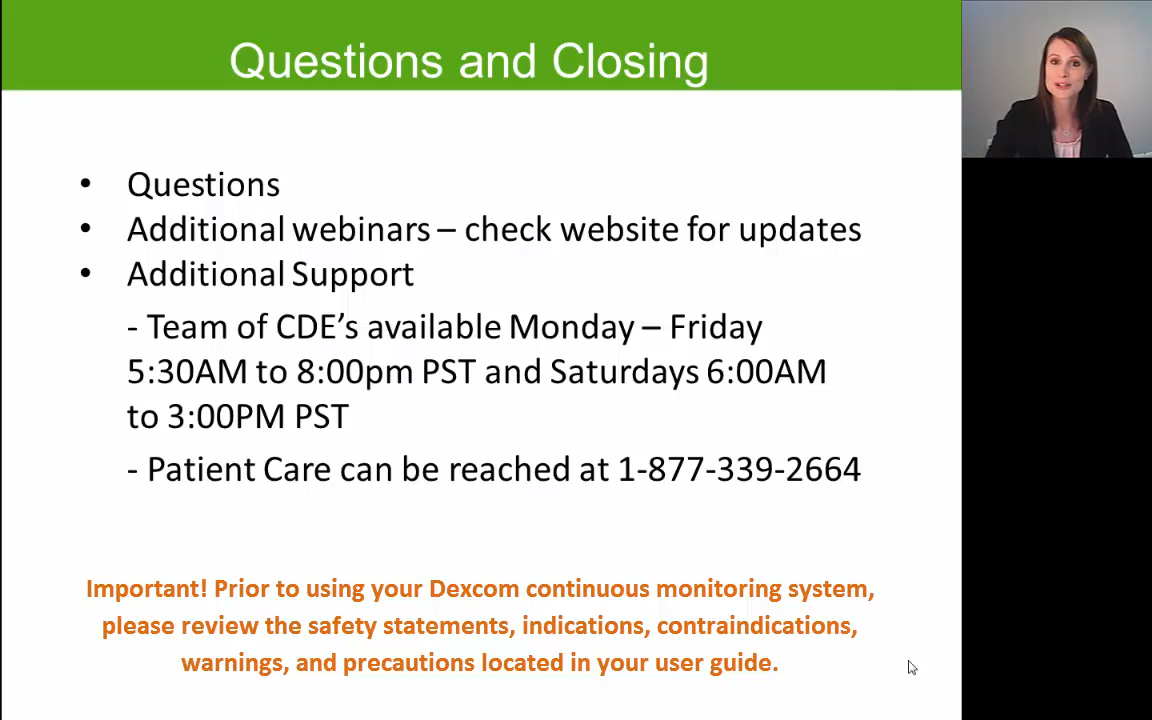 Questions and Closing
• Questions
• Additional webinars – check website for updates
• Additional Support
- Team of CDE’s available Monday – Friday
5:30AM to 8:00pm PST and Saturdays 6:00AM
to 3:00PM PST
- Patient Care can be reached at 1-877-339-2664
Important! Prior to using your Dexcom continuous monitoring system,
please review the safety statements, indications, contraindications,
warnings, and precautions located in your user guide.